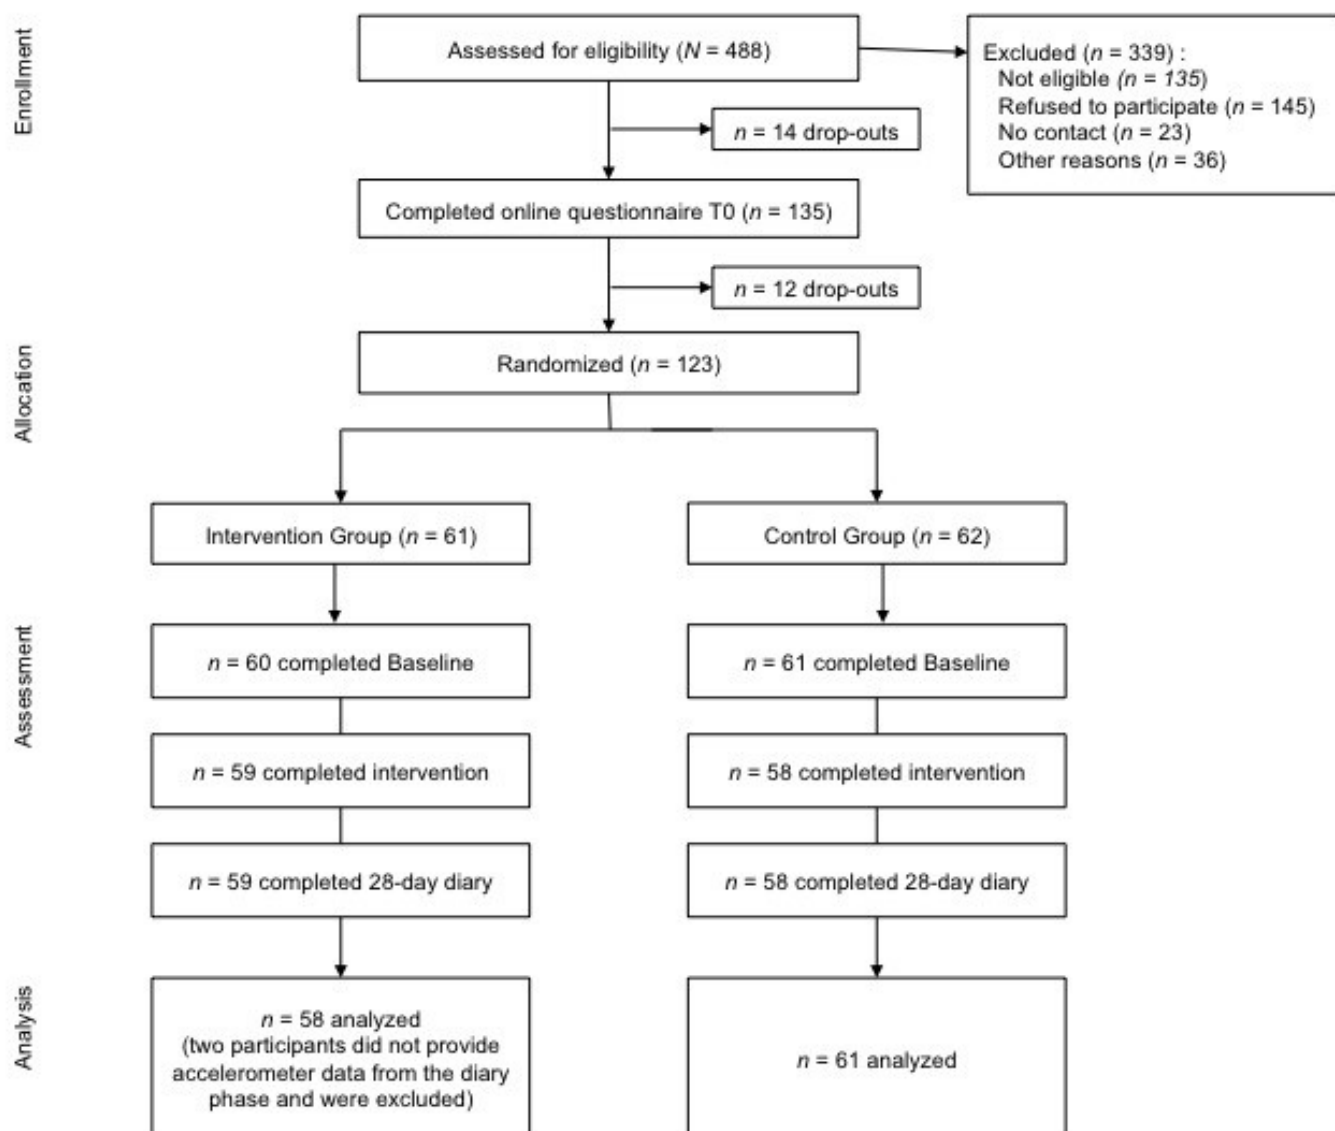 Enrollment
Assessed for eligibility (N = 488)
Excluded (n = 339) :
Not eligible (n = 135)
Refused to participate (n = 145)
No contact (n = 23)
Other reasons (n = 36)
n = 14 drop-outs
Completed online questionnaire T0 (n = 135)
n = 12 drop-outs
Allocation
Randomized (n = 123)
Intervention Group (n = 61)
Control Group (n = 62)
Assessment
n = 60 completed Baseline
n = 61 completed Baseline
n = 59 completed intervention
n = 58 completed intervention
n = 59 completed 28-day diary
n = 58 completed 28-day diary
Analysis
n = 58 analyzed
(two participants did not provide
accelerometer data from the diary
phase and were excluded)
n = 61 analyzed